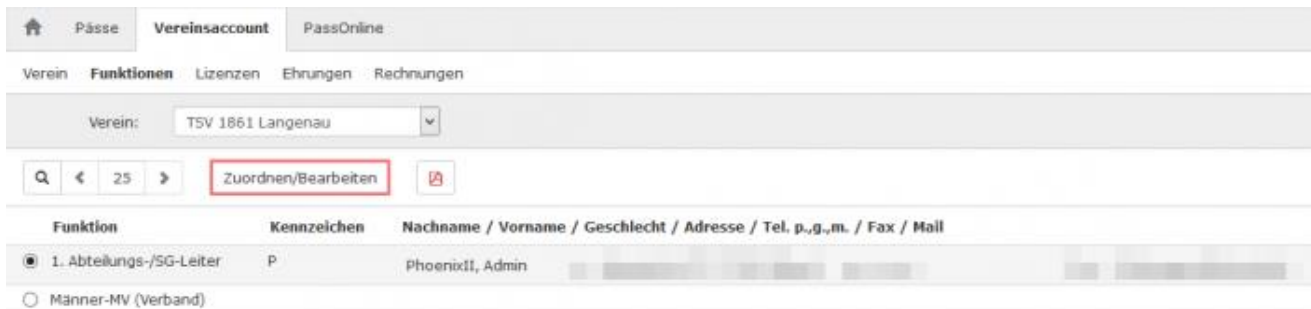 Pässe Vereinsaccount PassOnline
Verein Funktionen Lizenzen Ehrungen Rechnungen
Verein: TSV 1861 Langenau
25 Zuordnen/Bearbeiten
Funktion Kennzeichen Nachname / Vorname / Geschlecht / Adresse / Tel. p.,g.,m. / Fax / Mail
1. Abteilungs-/SG-Leiter P PhoenixII, Admin
Männer-MV (Verband)